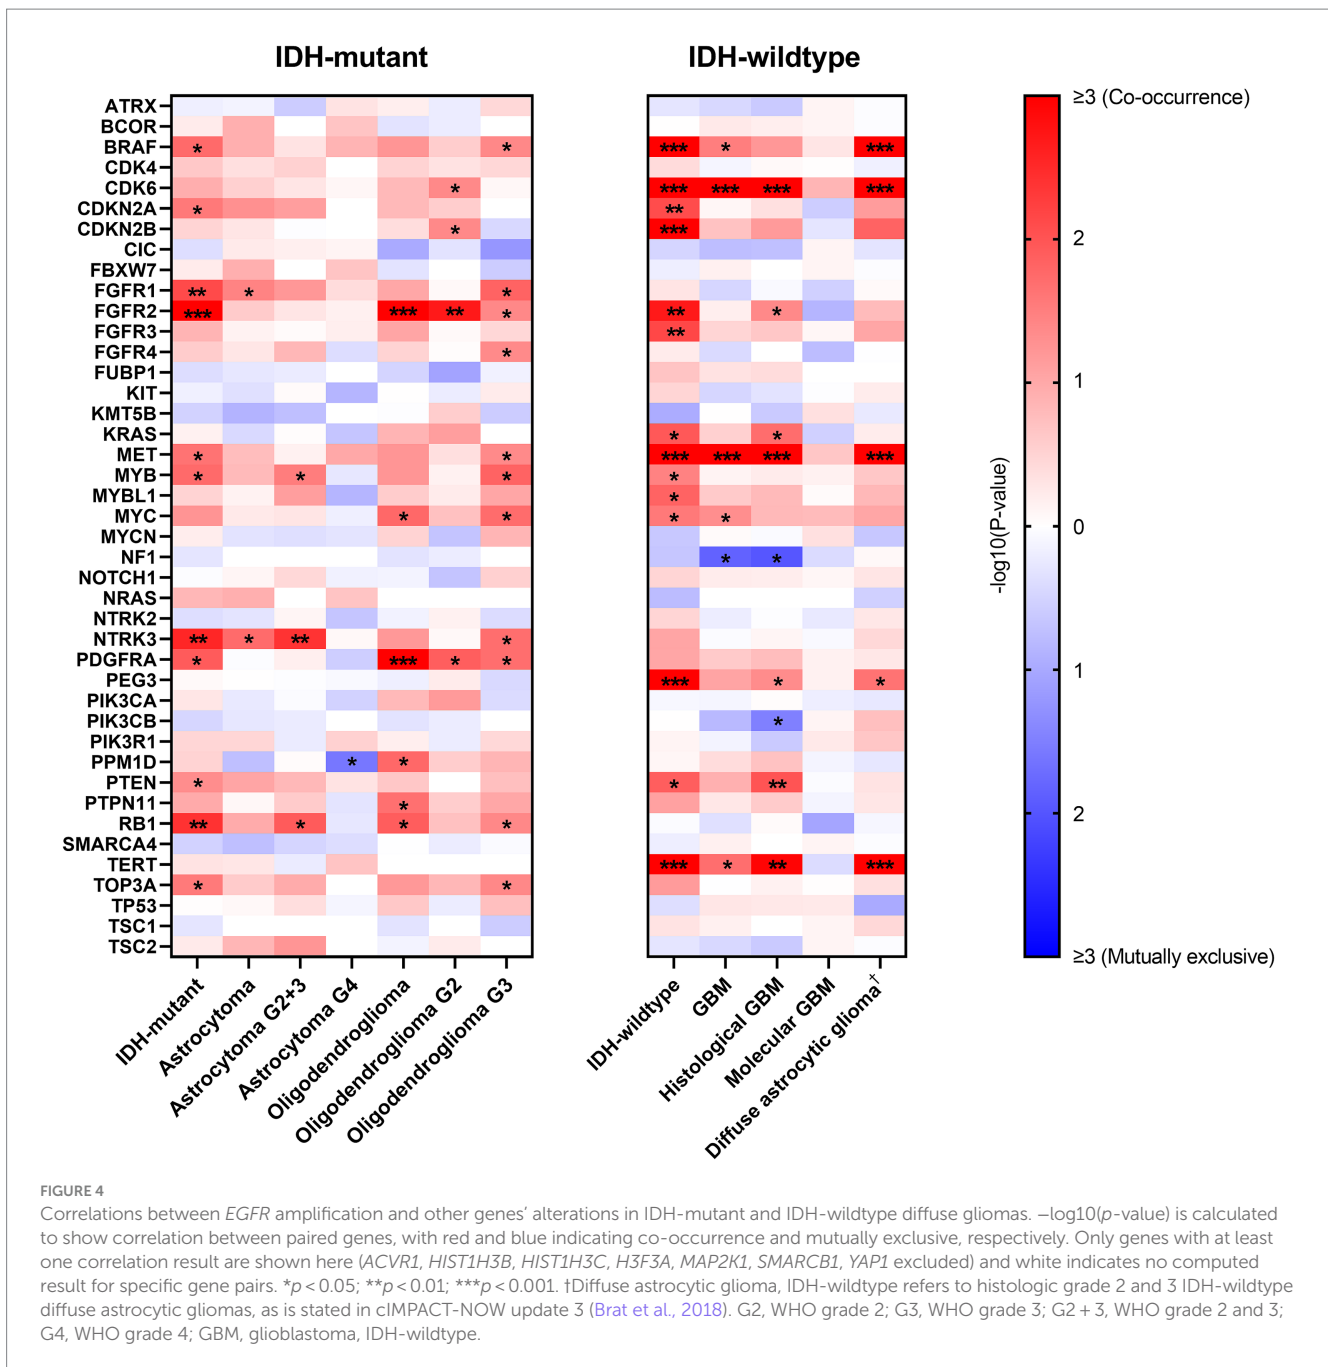 IDH-mutant
IDH-wildtype
ATRX
BCOR
BRAF * * *** * ***
CDK4
CDK6 * *** *** *** ***
CDKN2A * **
CDKN2B * ***
CIC
FBXW7
FGFR1 ** * *
FGFR2 *** *** ** * ** *
FGFR3 **
FGFR4 *
FUBP1
KIT
KMT5B
KRAS * *
MET * * *** *** *** ***
MYB * * * *
MYBL1 *
MYC * * * *
MYCN
NF1 * *
NOTCH1
NRAS
NTRK2
NTRK3 ** * ** *
PDGFRA * *** * *
PEG3 *** * *
PIK3CA
PIK3CB *
PIK3R1
PPM1D * *
PTEN * * **
PTPN11 *
RB1 ** * * *
SMARCA4
TERT *** * ** ***
TOP3A * *
TP53
TSC1
TSC2
IDH-mutant
Astrocytoma
Astrocytoma G2+3
Astrocytoma G4
Oligodendroglioma
Oligodendroglioma G2
Oligodendroglioma G3
IDH-wildtype
GBM
Histological GBM
Molecular GBM
Diffuse astrocytic glioma†
≥3 (Co-occurrence)
2
1
0
1
2
≥3 (Mutually exclusive)
-log10(P-value)
FIGURE 4
Correlations between EGFR amplification and other genes’ alterations in IDH-mutant and IDH-wildtype diffuse gliomas. −log10(p-value) is calculated
to show correlation between paired genes, with red and blue indicating co-occurrence and mutually exclusive, respectively. Only genes with at least
one correlation result are shown here (ACVR1, HIST1H3B, HIST1H3C, H3F3A, MAP2K1, SMARCB1, YAP1 excluded) and white indicates no computed
result for specific gene pairs. *p < 0.05; **p < 0.01; ***p < 0.001. †Diffuse astrocytic glioma, IDH-wildtype refers to histologic grade 2 and 3 IDH-wildtype
diffuse astrocytic gliomas, as is stated in cIMPACT-NOW update 3 (Brat et al., 2018). G2, WHO grade 2; G3, WHO grade 3; G2 + 3, WHO grade 2 and 3;
G4, WHO grade 4; GBM, glioblastoma, IDH-wildtype.